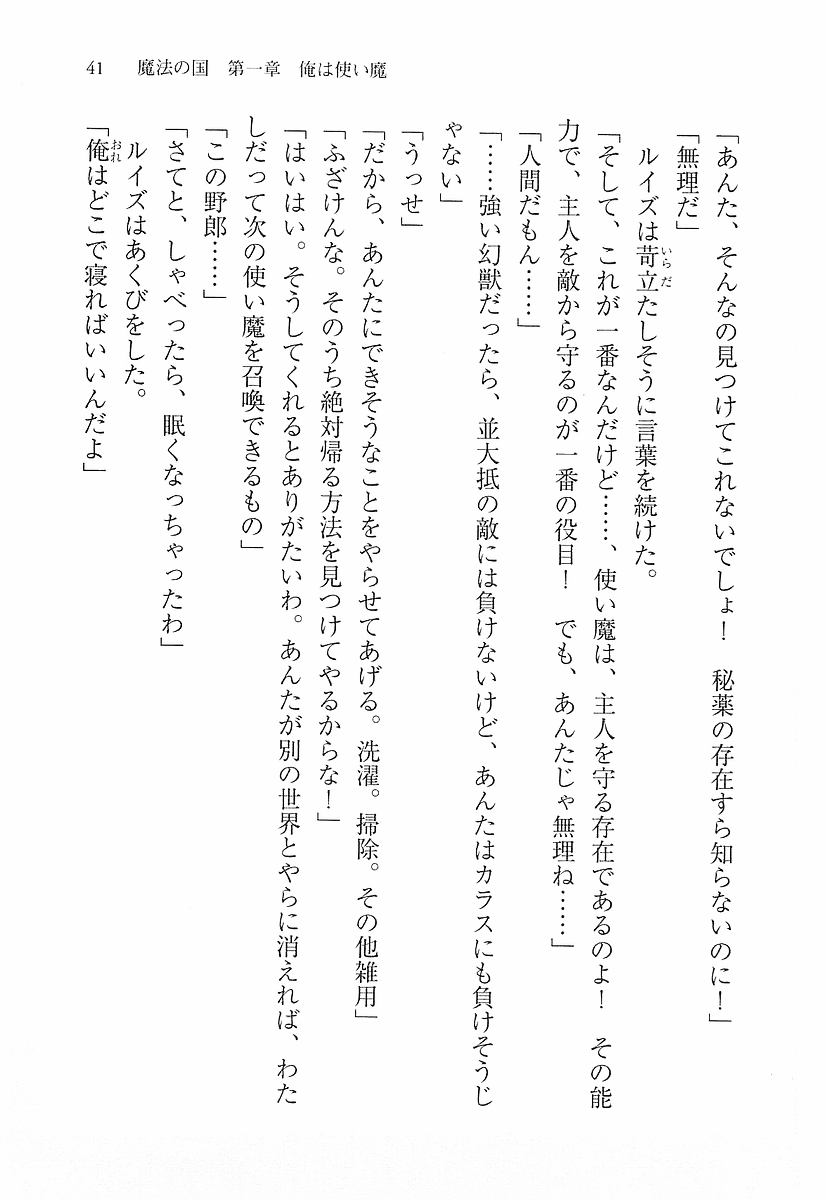 41　魔法の国　第一章　俺は使い魔
「あんた、そんなの見つけてこれないでしょ！　秘薬の存在すら知らないのに！」
「無理だ」
　ルイズは苛立たしそうに言葉を続けた。
「そして、これが一番なんだけど……、使い魔は、主人を守る存在であるのよ！　その能
力で、主人を敵から守るのが一番の役目！　でも、あんたじゃ無理ね……」
「人間だもん……」
「……強い幻獣だったら、並大抵の敵には負けないけど、あんたはカラスにも負けそうじ
ゃない」
「うっせ」
「だから、あんたにできそうなことをやらせてあげる。洗濯。掃除。その他雑用」
「ふざけんな。そのうち絶対帰る方法を見つけてやるからな！」
「はいはい。そうしてくれるとありがたいわ。あんたが別の世界とやらに消えれば、わた
しだって次の使い魔を召喚できるもの」
「この野郎……」
「さてと、しゃべったら、眠くなっちゃったわ」
　ルイズはあくびをした。
「俺はどこで寝ればいいんだよ」